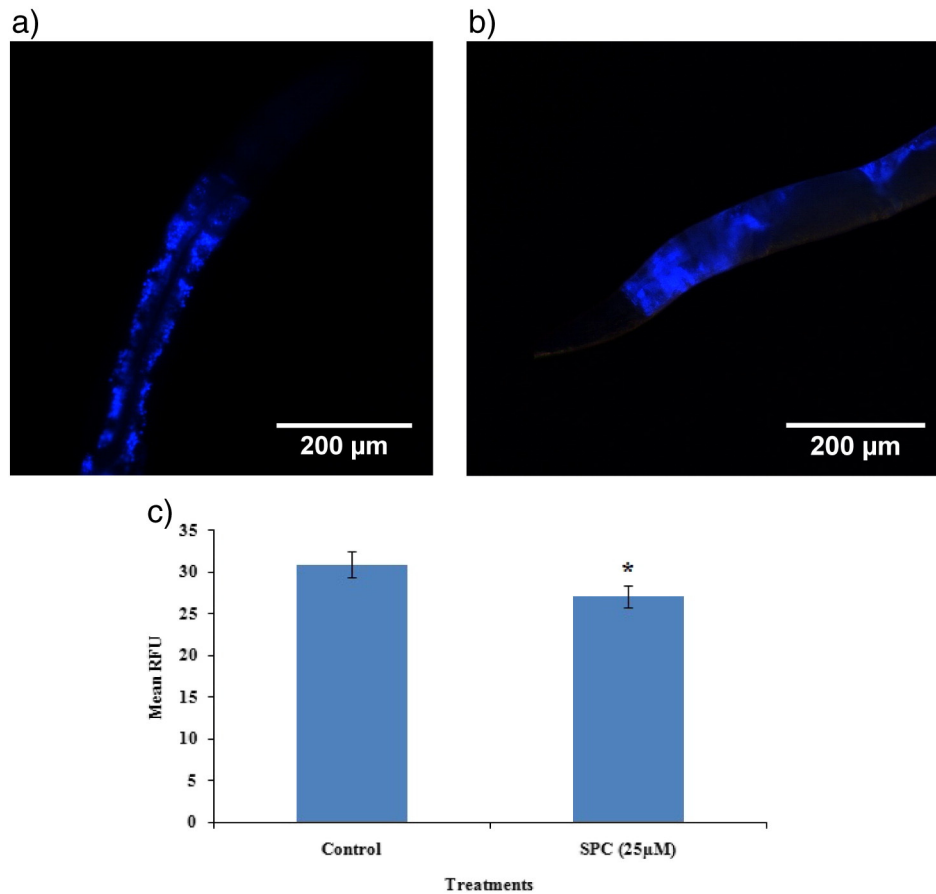 a)
b)
200 µm
200 µm
c)
35
30
25
20
15
10
5
0
Mean RFU
*
Control
SPC (25µM)
Treatments